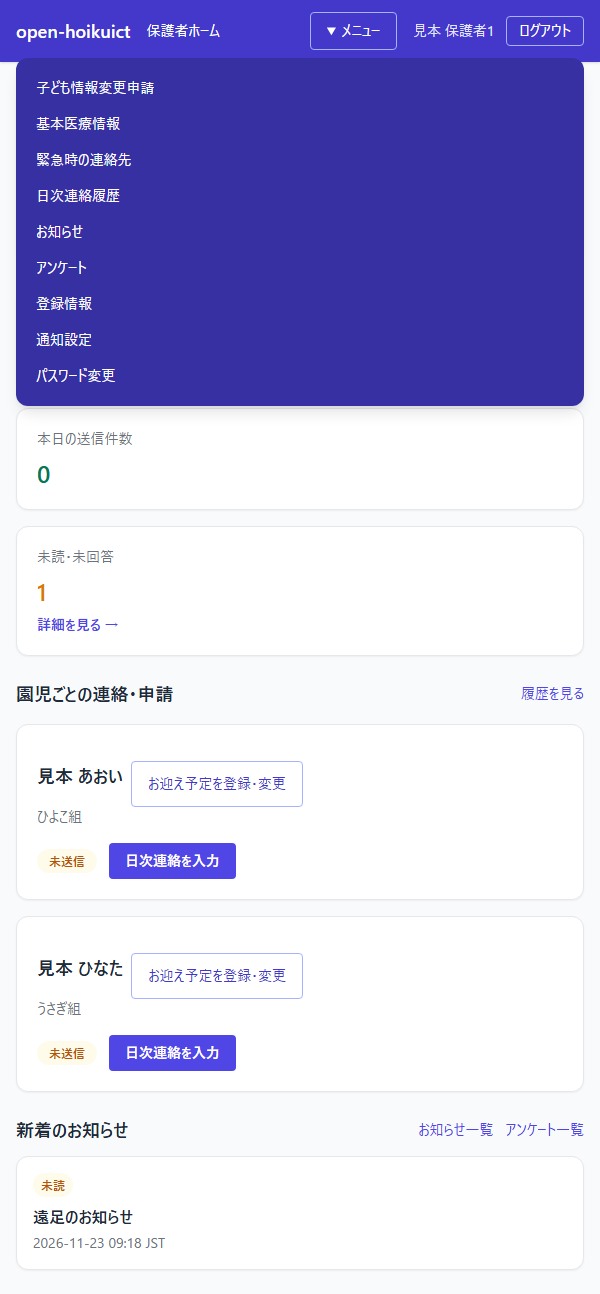 open-hoikuict 保護者ホーム ▼ メニュー 見本 保護者1 ログアウト
子ども情報変更申請
基本医療情報
緊急時の連絡先
日次連絡履歴
お知らせ
アンケート
登録情報
通知設定
パスワード変更
本日の送信件数
0
未読・未回答
1
詳細を見る →
園児ごとの連絡・申請 履歴を見る
見本 あおい お迎え予定を登録・変更
ひよこ組
未送信 日次連絡を入力
見本 ひなた お迎え予定を登録・変更
うさぎ組
未送信 日次連絡を入力
新着のお知らせ お知らせ一覧 アンケート一覧
未読
遠足のお知らせ
2026-11-23 09:18 JST